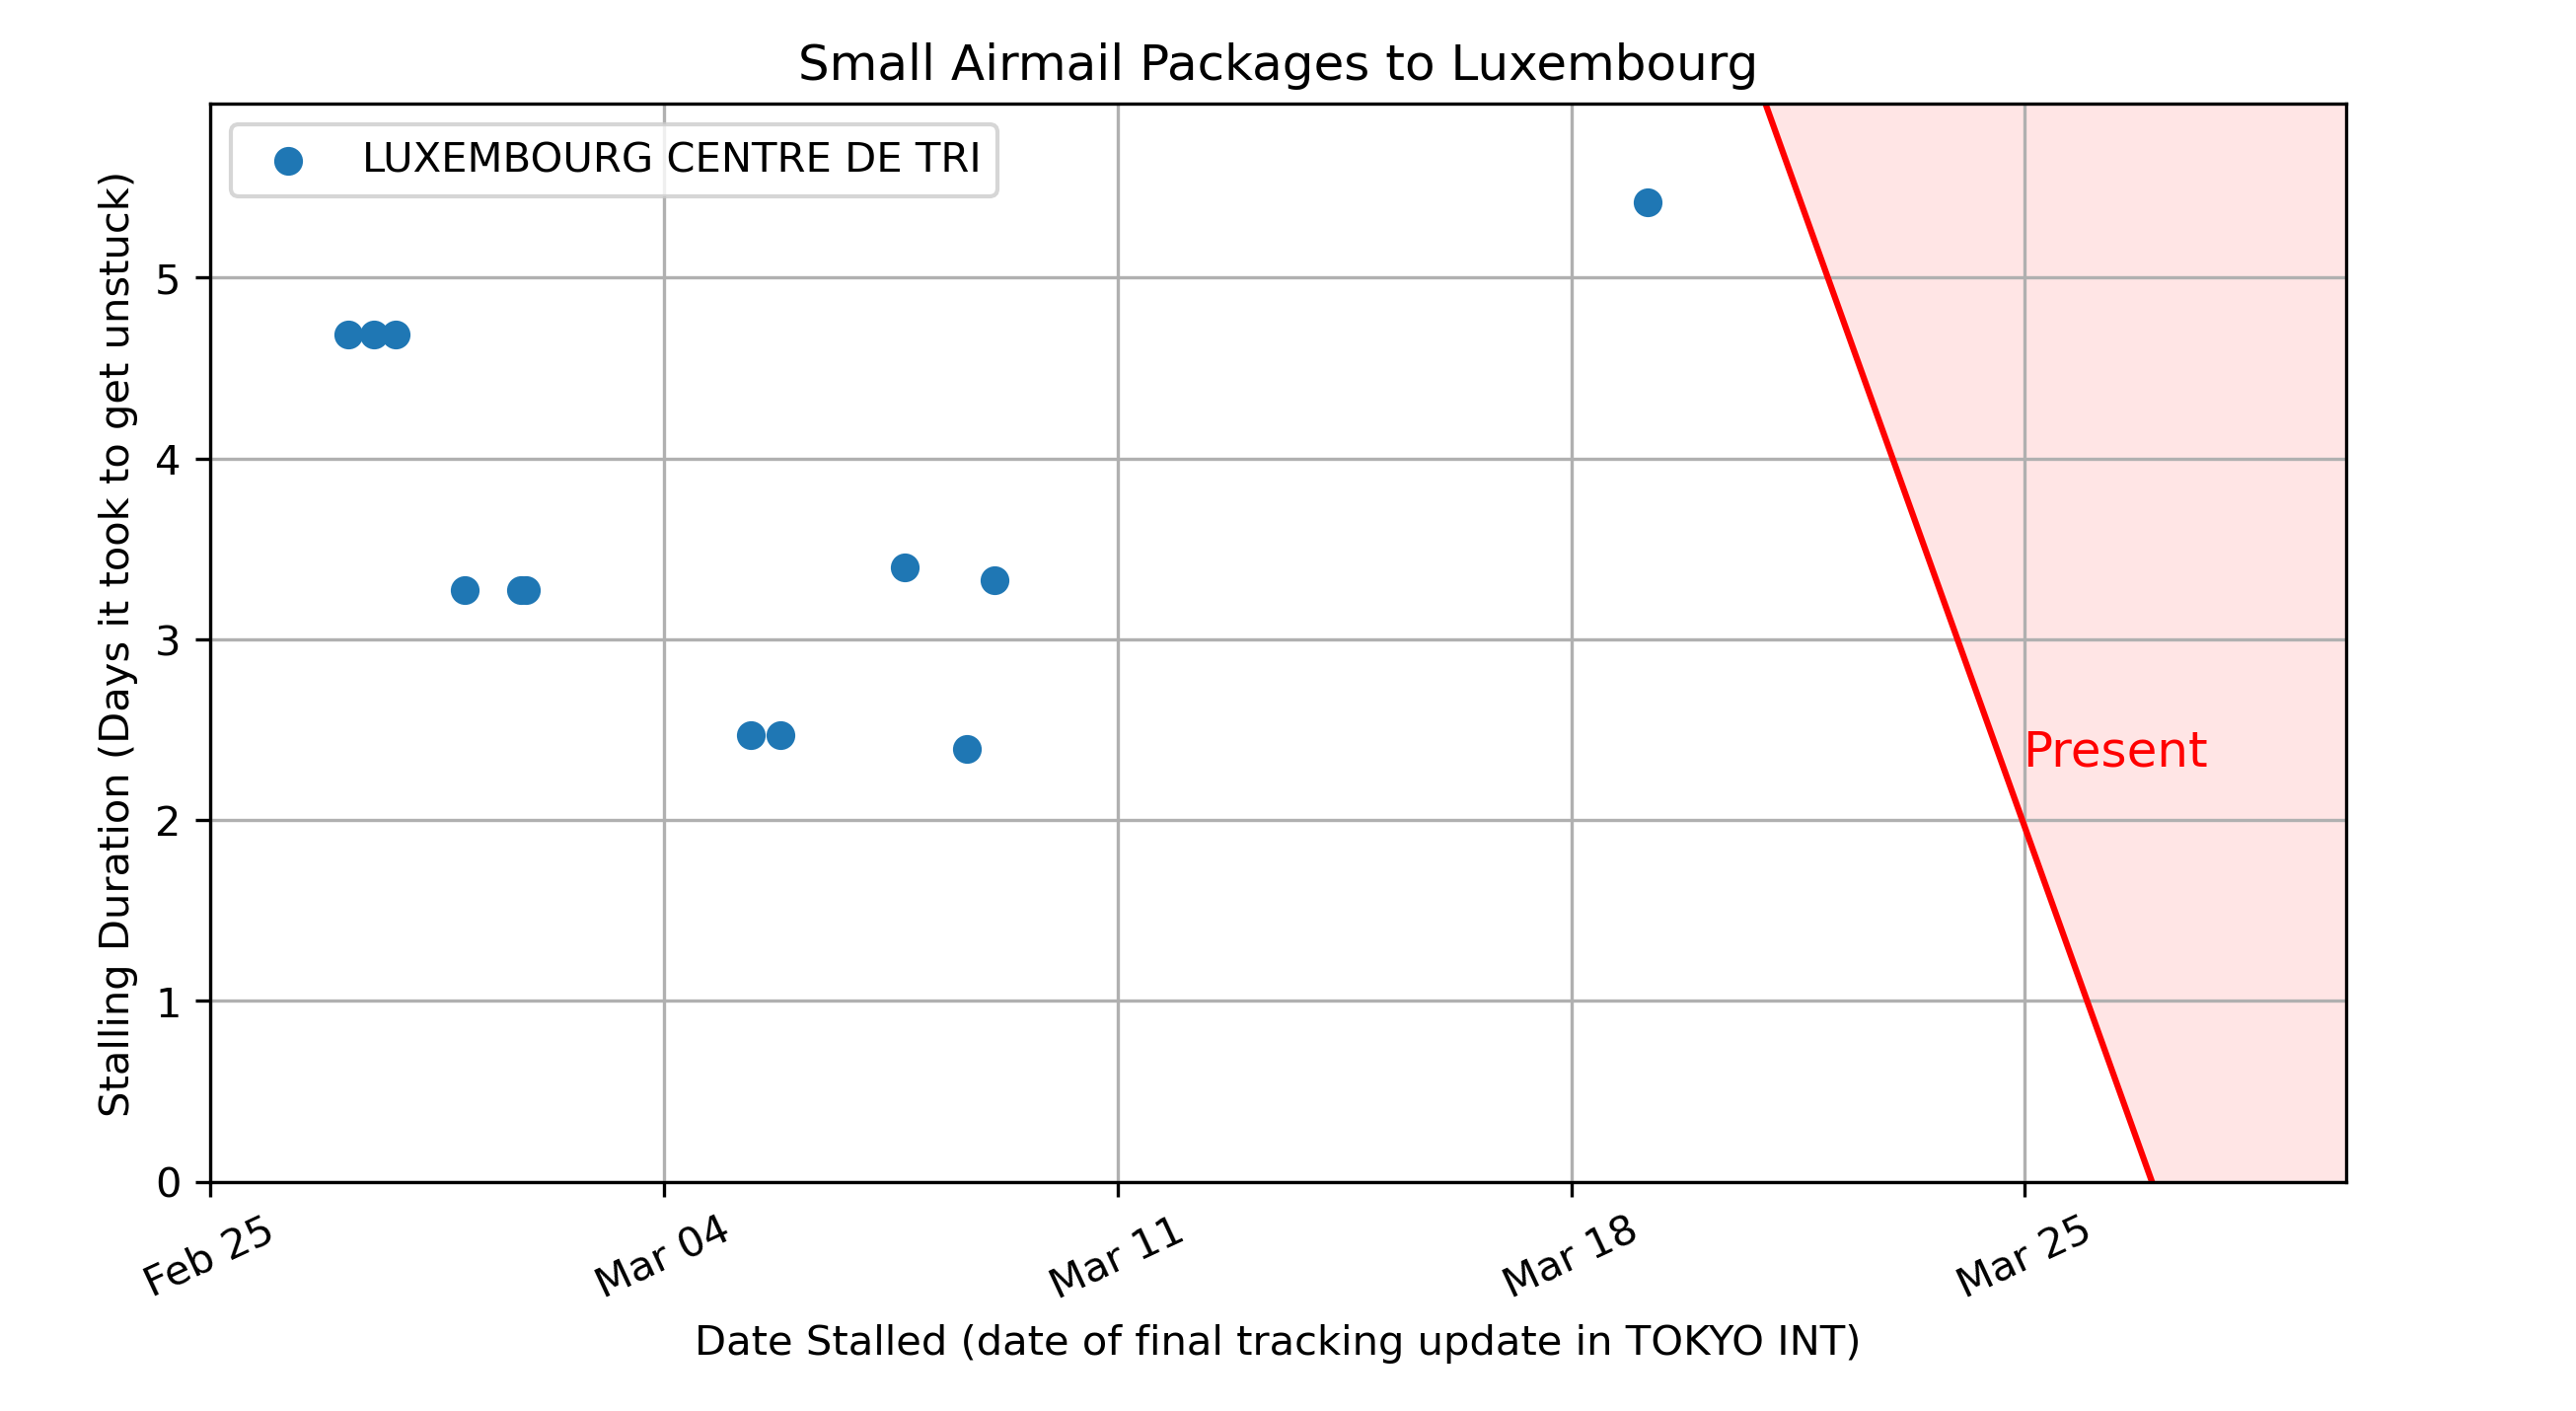 Small Airmail Packages to Luxembourg
LUXEMBOURG CENTRE DE TRI
Stalling Duration (Days it took to get unstuck)
5
4
3
2
1
0
Present
Feb 25
Mar 04
Mar 11
Mar 18
Mar 25
Date Stalled (date of final tracking update in TOKYO INT)